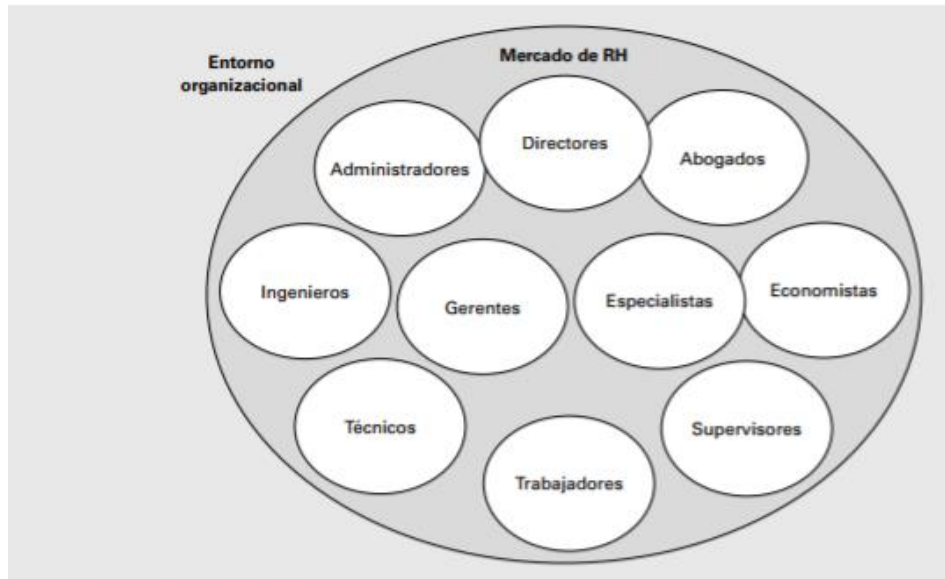 Entorno
organizacional
Mercado de RH
Directores
Abogados
Administradores
Ingenieros
Gerentes
Especialistas
Economistas
Técnicos
Trabajadores
Supervisores